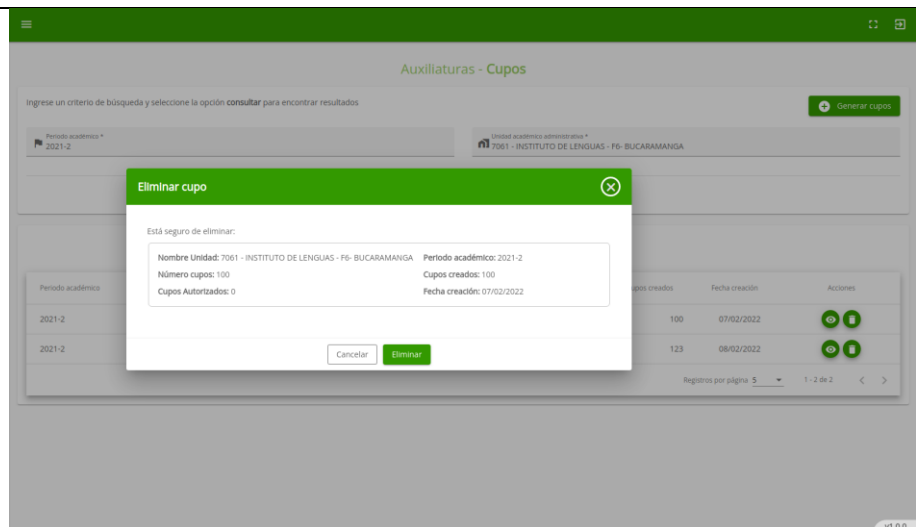 Auxiliaturas - Cupos
Ingrese un criterio de búsqueda y seleccione la opción consultar para encontrar resultados
Generar cupos
Periodo académico *
2021-2
Unidad académico administrativa *
7061 - INSTITUTO DE LENGUAS - F6- BUCARAMANGA
Eliminar cupo
Está seguro de eliminar:
Nombre Unidad: 7061 - INSTITUTO DE LENGUAS - F6- BUCARAMANGA Periodo académico: 2021-2
Número cupos: 100 Cupos creados: 100
Cupos Autorizados: 0 Fecha creación: 07/02/2022
Cancelar Eliminar
Periodo académico creados Fecha creación Acciones
2021-2 100 07/02/2022
2021-2 123 08/02/2022
Registros por página 5 1 - 2 de 2
v1.0.0